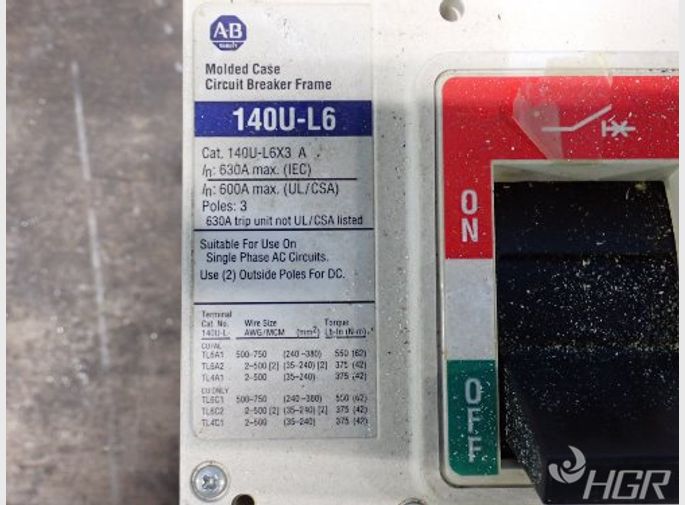 AB
QUALITY
Molded Case
Circuit Breaker Frame
140U-L6
Cat. 140U-L6X3 A
In: 630A max. (IEC)
In: 600A max. (UL/CSA)
Poles: 3
630A trip unit not UL/CSA listed
Suitable For Use On
Single Phase AC Circuits.
Use (2) Outside Poles For DC.
Terminal
Cat. No. Wire Size Torque
140U-L- AWG/MCM (mm²) Lb-In (N-m)
CU/AL
TL6A1 500-750 (240-380) 550 (62)
TL6A2 2-500 [2] (35-240) [2] 375 (42)
TL4A1 2-500 (35-240) 375 (42)
CU ONLY
TL6C1 500-750 (240-380) 550 (62)
TL6C2 2-500 [2] (35-240) [2] 375 (42)
TL4C1 2-500 (35-240) 375 (42)
ON
OFF
HGR